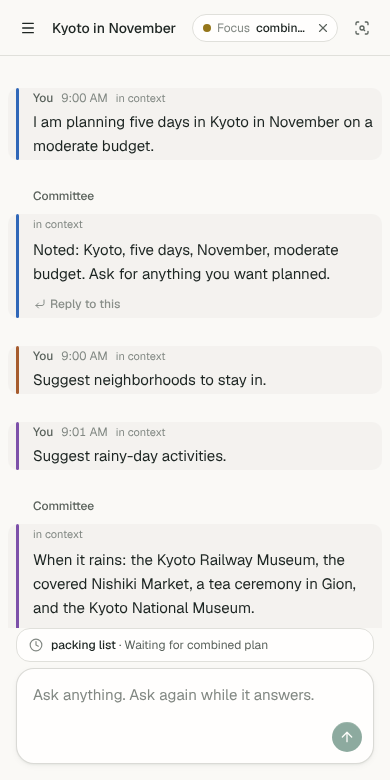 Kyoto in November
Focus combin...
You 9:00 AM in context
I am planning five days in Kyoto in November on a
moderate budget.
Committee
in context
Noted: Kyoto, five days, November, moderate
budget. Ask for anything you want planned.
Reply to this
You 9:00 AM in context
Suggest neighborhoods to stay in.
You 9:01 AM in context
Suggest rainy-day activities.
Committee
in context
When it rains: the Kyoto Railway Museum, the
covered Nishiki Market, a tea ceremony in Gion,
and the Kyoto National Museum.
packing list · Waiting for combined plan
Ask anything. Ask again while it answers.